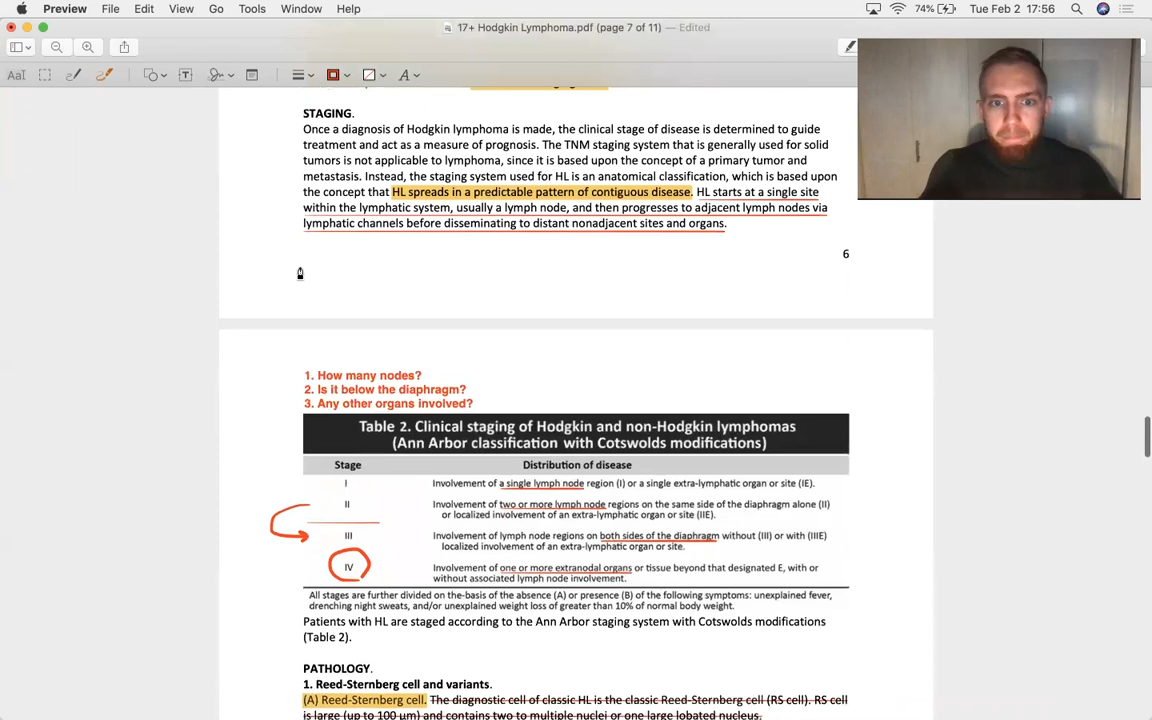 Preview File Edit View Go Tools Window Help 74% Tue Feb 2 17:56
17+ Hodgkin Lymphoma.pdf (page 7 of 11) — Edited
STAGING.
Once a diagnosis of Hodgkin lymphoma is made, the clinical stage of disease is determined to guide
treatment and act as a measure of prognosis. The TNM staging system that is generally used for solid
tumors is not applicable to lymphoma, since it is based upon the concept of a primary tumor and
metastasis. Instead, the staging system used for HL is an anatomical classification, which is based upon
the concept that HL spreads in a predictable pattern of contiguous disease. HL starts at a single site
within the lymphatic system, usually a lymph node, and then progresses to adjacent lymph nodes via
lymphatic channels before disseminating to distant nonadjacent sites and organs.
6
1. How many nodes?
2. Is it below the diaphragm?
3. Any other organs involved?
Table 2. Clinical staging of Hodgkin and non-Hodgkin lymphomas
(Ann Arbor classification with Cotswolds modifications)
Stage Distribution of disease
I Involvement of a single lymph node region (I) or a single extra-lymphatic organ or site (IE).
II Involvement of two or more lymph node regions on the same side of the diaphragm alone (II)
or localized involvement of an extra-lymphatic organ or site (IIE).
III Involvement of lymph node regions on both sides of the diaphragm without (III) or with (IIIE)
localized involvement of an extra-lymphatic organ or site.
IV Involvement of one or more extranodal organs or tissue beyond that designated E, with or
without associated lymph node involvement.
All stages are further divided on the-basis of the absence (A) or presence (B) of the following symptoms: unexplained fever,
drenching night sweats, and/or unexplained weight loss of greater than 10% of normal body weight.
Patients with HL are staged according to the Ann Arbor staging system with Cotswolds modifications
(Table 2).
PATHOLOGY.
1. Reed-Sternberg cell and variants.
(A) Reed-Sternberg cell. The diagnostic cell of classic HL is the classic Reed-Sternberg cell (RS cell). RS cell
is large (up to 100 μm) and contains two to multiple nuclei or one large lobated nucleus.